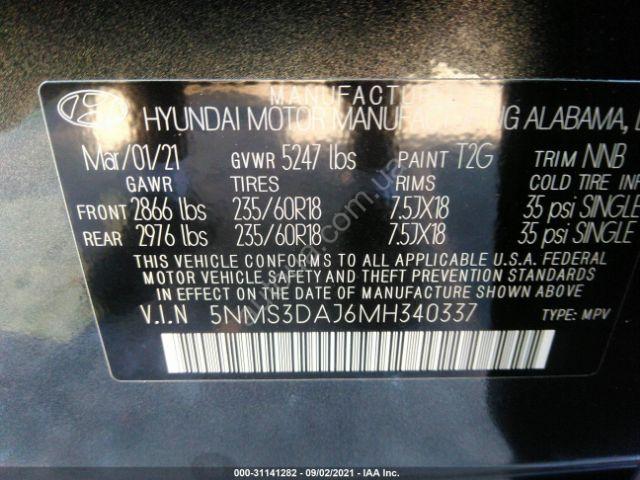 MANUFACTURE
HYUNDAI MOTOR MANUFACTURING ALABAMA,
Mar/01/21 GVWR 5247 lbs PAINT T2G TRIM NNB
GAWR TIRES RIMS COLD TIRE INF
FRONT 2866 lbs 235/60R18 7.5JX18 35 psi SINGLE
REAR 2976 lbs 235/60R18 7.5JX18 35 psi SINGLE
THIS VEHICLE CONFORMS TO ALL APPLICABLE U.S.A. FEDERAL
MOTOR VEHICLE SAFETY AND THEFT PREVENTION STANDARDS
IN EFFECT ON THE DATE OF MANUFACTURE SHOWN ABOVE.
V.I.N 5NMS3DAJ6MH340337 TYPE: MPV
000-31141282 - 09/02/2021 - IAA Inc.